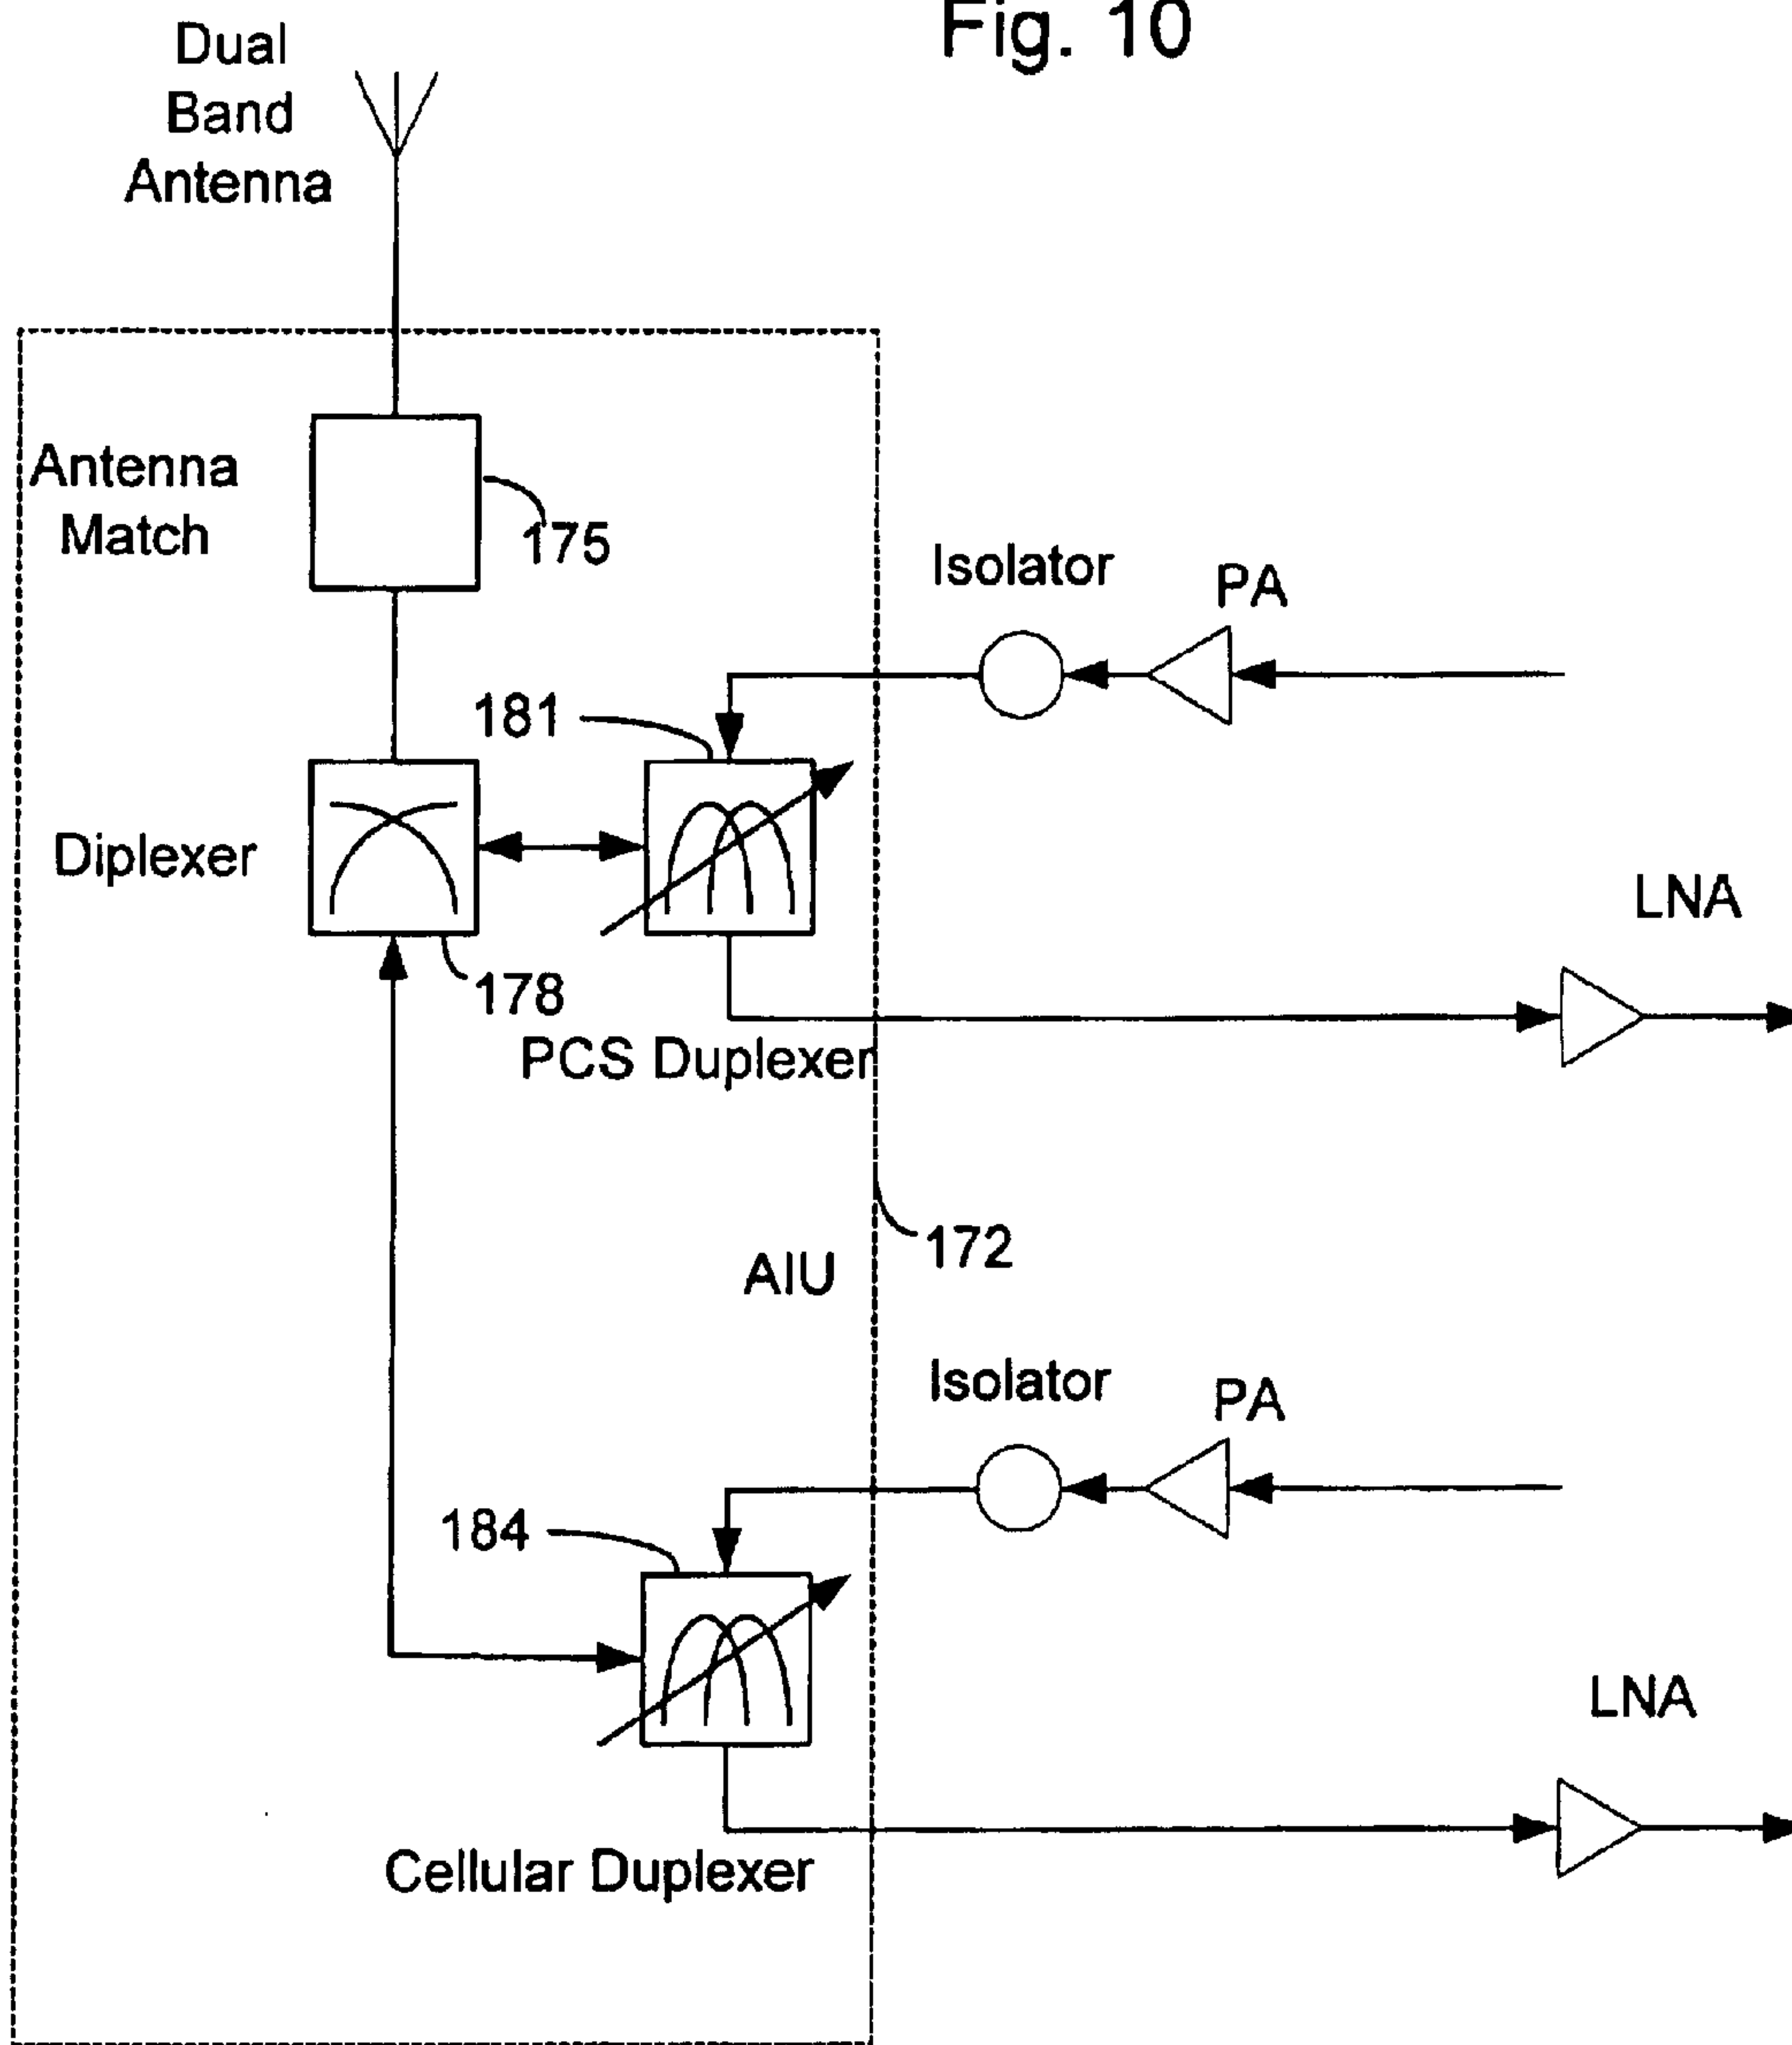 Fig. 10
Dual
Band
Antenna
Antenna
Match
175
Isolator
PA
181
Diplexer
LNA
178
PCS Duplexer
172
AIU
Isolator
PA
184
LNA
Cellular Duplexer